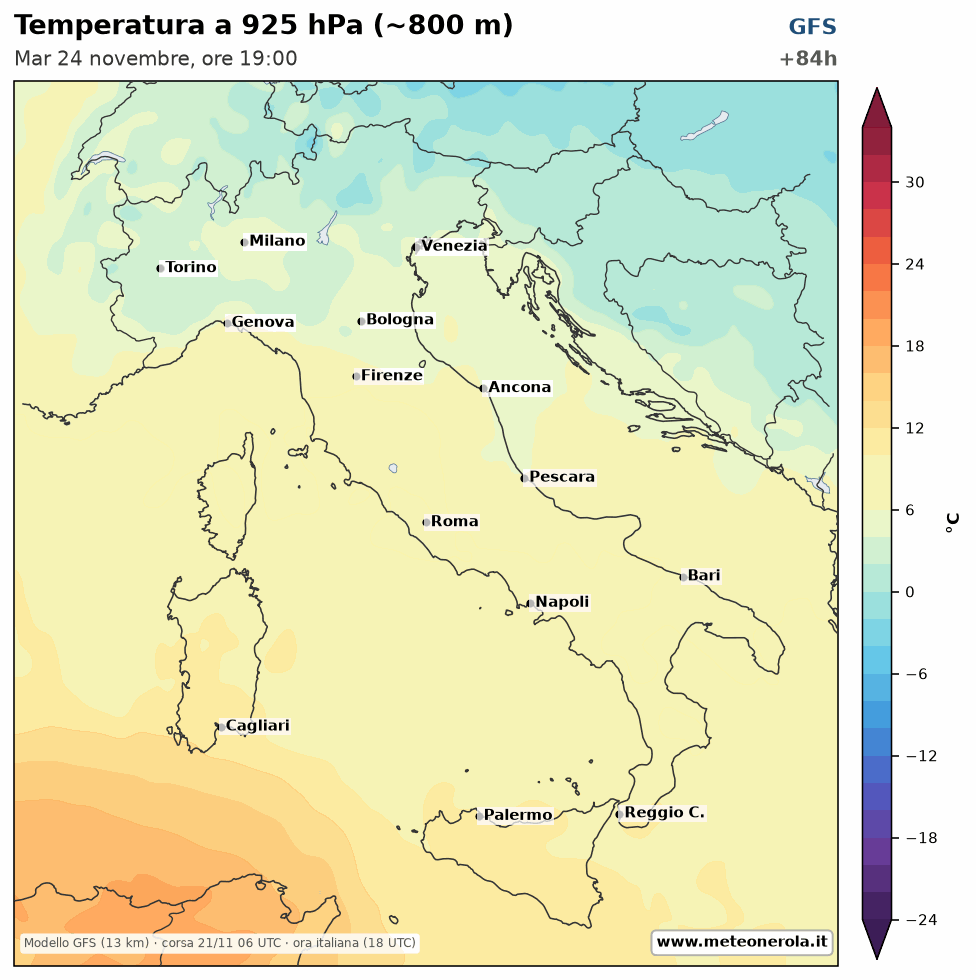 Temperatura a 925 hPa (~800 m)
GFS
Mar 24 novembre, ore 19:00
+84h
Milano
Venezia
Torino
Genova
Bologna
Firenze
Ancona
Pescara
Roma
Bari
Napoli
Cagliari
Palermo
Reggio C.
30
24
18
12
6
0
−6
−12
−18
−24
°C
Modello GFS (13 km) · corsa 21/11 06 UTC · ora italiana (18 UTC)
www.meteonerola.it